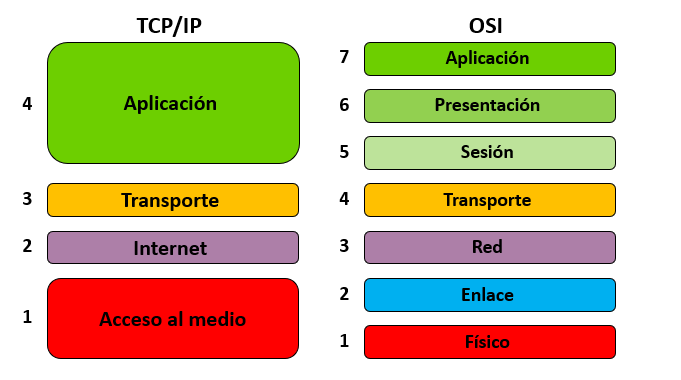 TCP/IP
4
Aplicación
3
Transporte
2
Internet
1
Acceso al medio
OSI
7
Aplicación
6
Presentación
5
Sesión
4
Transporte
3
Red
2
Enlace
1
Físico